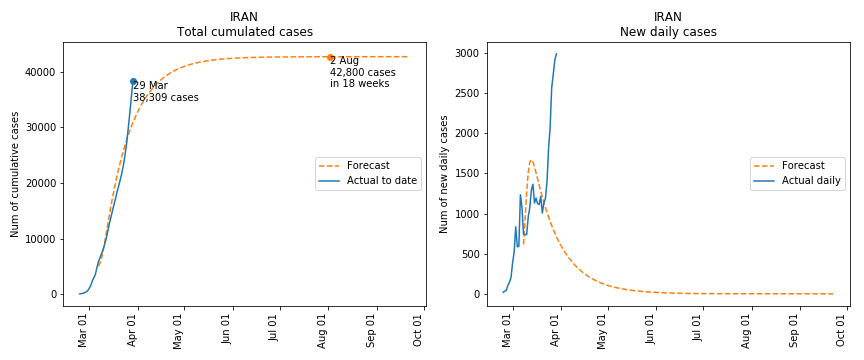 IRAN
Total cumulated cases
Num of cumulative cases
40000
30000
20000
10000
0
29 Mar
38,309 cases
2 Aug
42,800 cases
in 18 weeks
Forecast
Actual to date
Mar 01
Apr 01
May 01
Jun 01
Jul 01
Aug 01
Sep 01
Oct 01
IRAN
New daily cases
Num of new daily cases
3000
2500
2000
1500
1000
500
0
Forecast
Actual daily
Mar 01
Apr 01
May 01
Jun 01
Jul 01
Aug 01
Sep 01
Oct 01